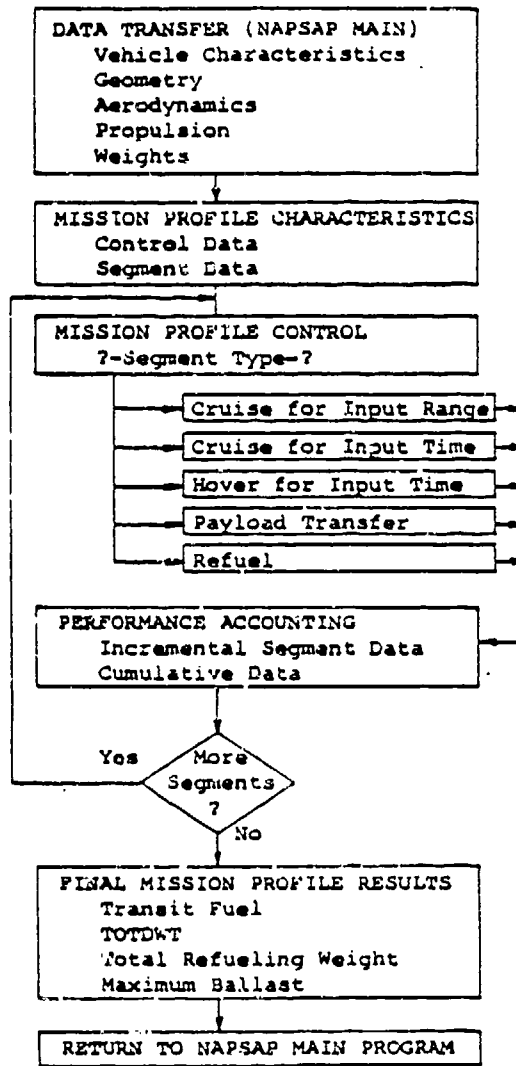 DATA TRANSFER (NAPSAP MAIN)
Vehicle Characteristics
Geometry
Aerodynamics
Propulsion
Weights
MISSION PROFILE CHARACTERISTICS
Control Data
Segment Data
MISSION PROFILE CONTROL
?-Segment Type-?
Cruise for Input Range
Cruise for Input Time
Hover for Input Time
Payload Transfer
Refuel
PERFORMANCE ACCOUNTING
Incremental Segment Data
Cumulative Data
Yes
More
Segments
?
No
FINAL MISSION PROFILE RESULTS
Transit Fuel
TOTDWT
Total Refueling Weight
Maximum Ballast
RETURN TO NAPSAP MAIN PROGRAM